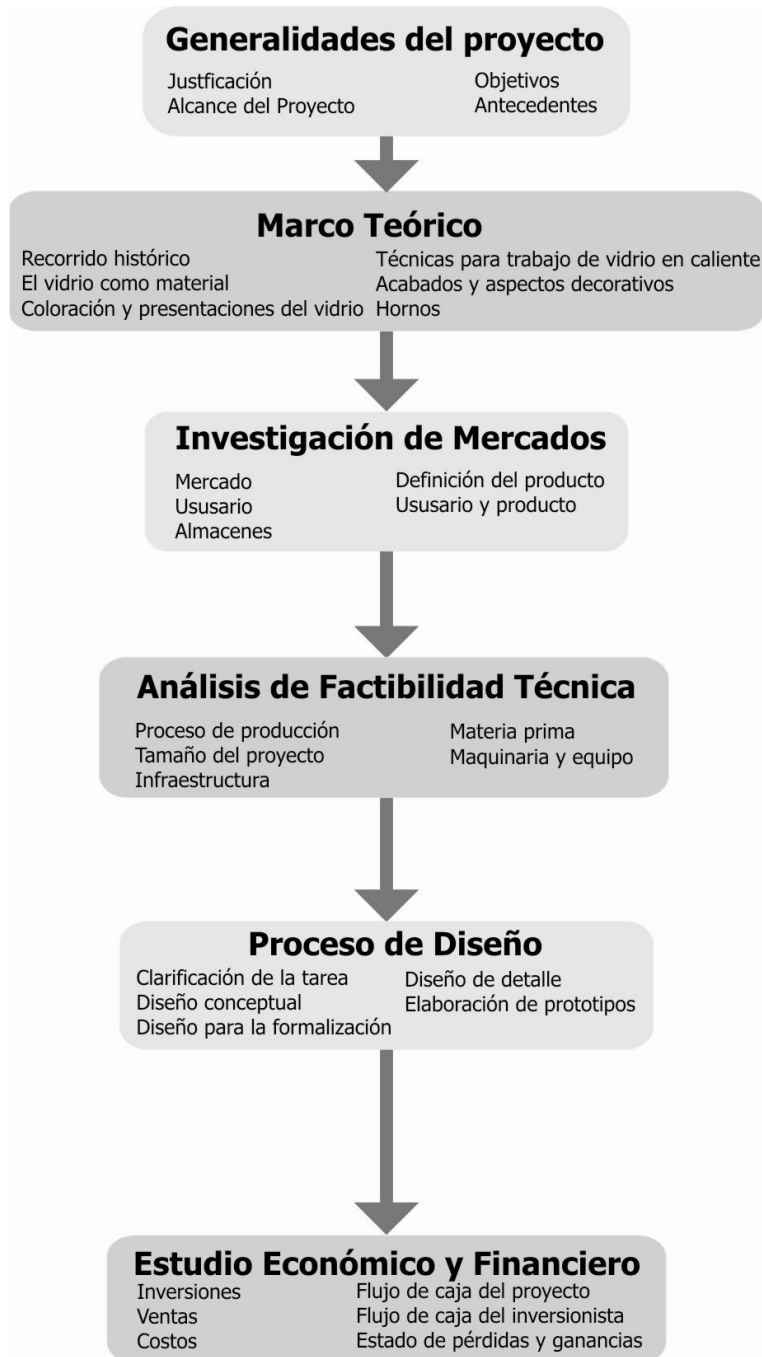 Generalidades del proyecto
Justficación
Alcance del Proyecto
Objetivos
Antecedentes
Marco Teórico
Recorrido histórico
El vidrio como material
Coloración y presentaciones del vidrio
Técnicas para trabajo de vidrio en caliente
Acabados y aspectos decorativos
Hornos
Investigación de Mercados
Mercado
Ususario
Almacenes
Definición del producto
Ususario y producto
Análisis de Factibilidad Técnica
Proceso de producción
Tamaño del proyecto
Infraestructura
Materia prima
Maquinaria y equipo
Proceso de Diseño
Clarificación de la tarea
Diseño conceptual
Diseño para la formalización
Diseño de detalle
Elaboración de prototipos
Estudio Económico y Financiero
Inversiones
Ventas
Costos
Flujo de caja del proyecto
Flujo de caja del inversionista
Estado de pérdidas y ganancias